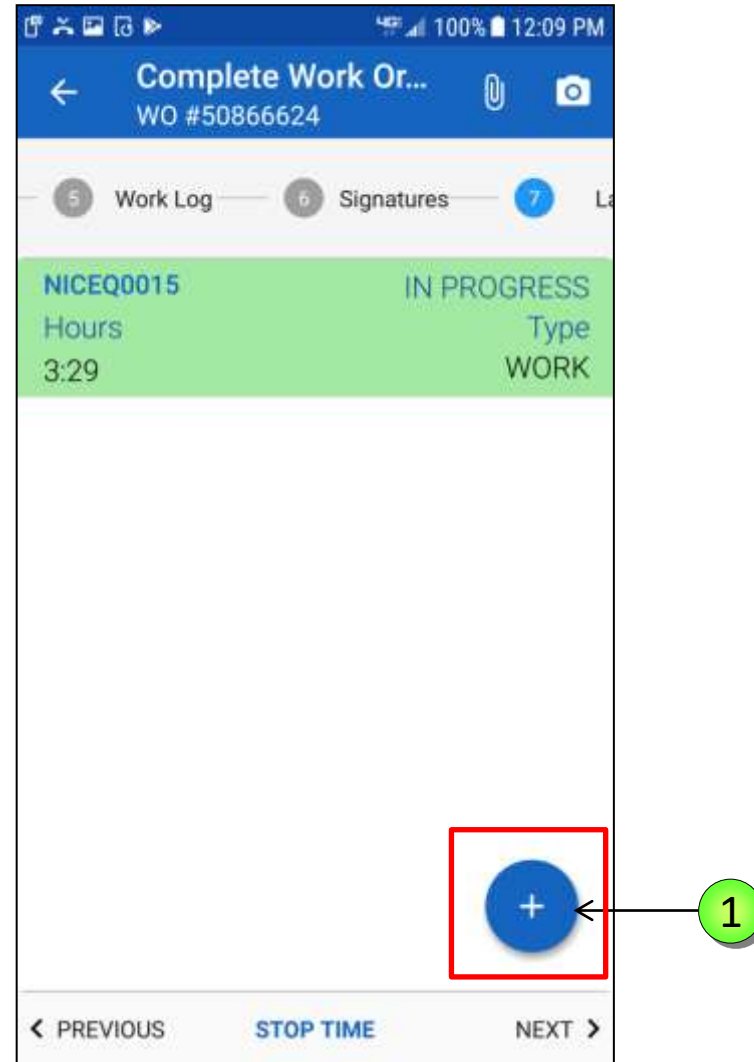 100% 12:09 PM
Complete Work Or...
WO #50866624
5 Work Log 6 Signatures 7 La
NICEQ0015 IN PROGRESS
Hours Type
3:29 WORK
+
1
< PREVIOUS STOP TIME NEXT >